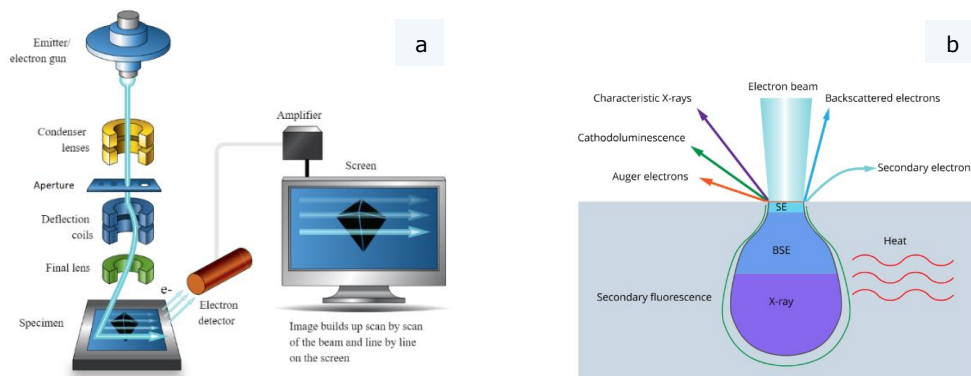 a
Emitter/
electron gun
Condenser
lenses
Aperture
Deflection
coils
Final lens
Specimen
e-
Electron
detector
Amplifier
Screen
Image builds up scan by scan
of the beam and line by line
on the screen
b
Electron beam
Characteristic X-rays
Backscattered electrons
Cathodoluminescence
Secondary electron
Auger electrons
SE
BSE
Heat
Secondary fluorescence
X-ray